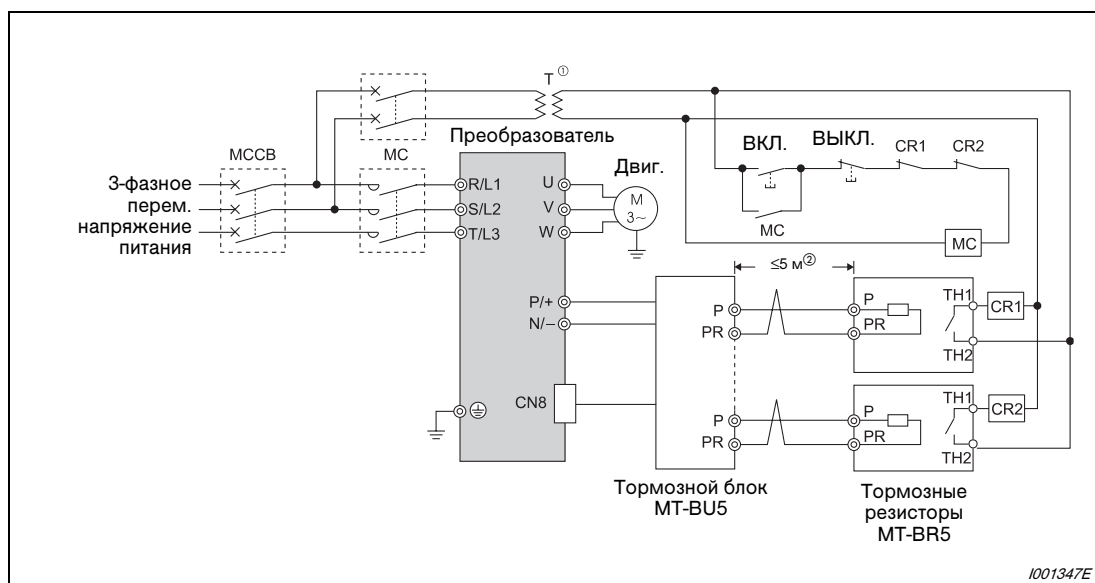 T ①
Преобразователь
MCCB
MC
ВКЛ.
ВЫКЛ.
CR1
CR2
3-фазное
перем.
напряжение
питания
R/L1
S/L2
T/L3
U
V
W
Двиг.
M
3~
MC
MC
≤5 м②
P/+
N/−
CN8
P
PR
P
PR
TH1
CR1
TH2
P
PR
P
PR
TH1
CR2
TH2
Тормозной блок
MT-BU5
Тормозные
резисторы
MT-BR5
I001347E